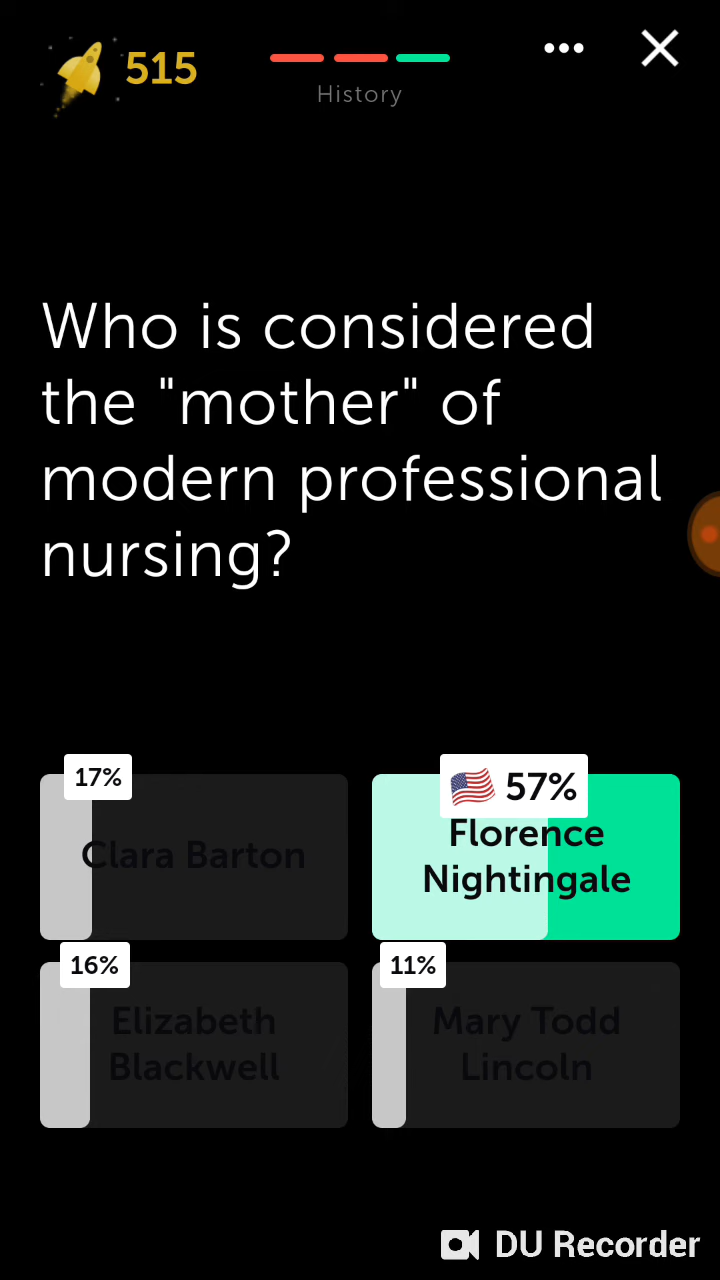 515
History
Who is considered
the "mother" of
modern professional
nursing?
17%
Clara Barton
57%
Florence
Nightingale
16%
Elizabeth
Blackwell
11%
Mary Todd
Lincoln
DU Recorder